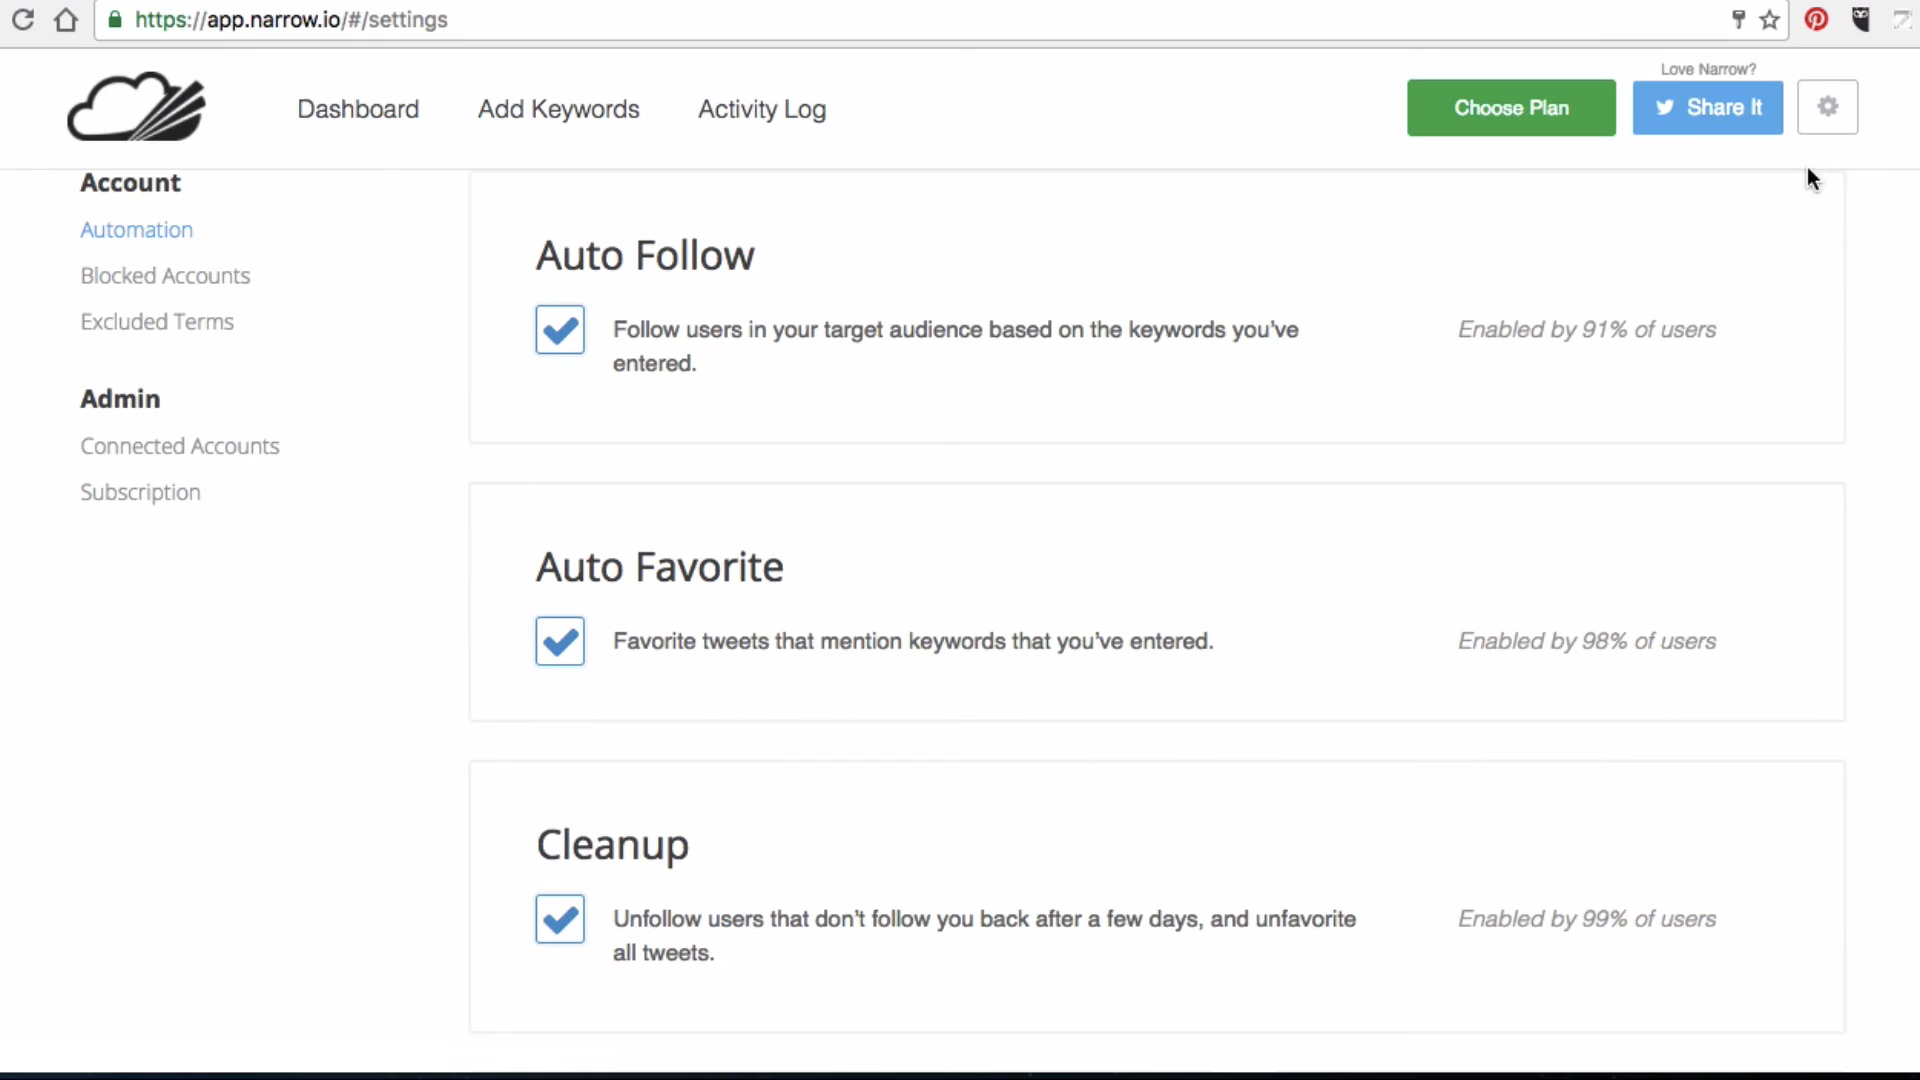 https://app.narrow.io/#/settings
Love Narrow?
Dashboard
Add Keywords
Activity Log
Choose Plan
Share It
Account
Automation
Blocked Accounts
Excluded Terms
Admin
Connected Accounts
Subscription
Auto Follow
Follow users in your target audience based on the keywords you’ve
entered.
Enabled by 91% of users
Auto Favorite
Favorite tweets that mention keywords that you’ve entered.
Enabled by 98% of users
Cleanup
Unfollow users that don’t follow you back after a few days, and unfavorite
all tweets.
Enabled by 99% of users